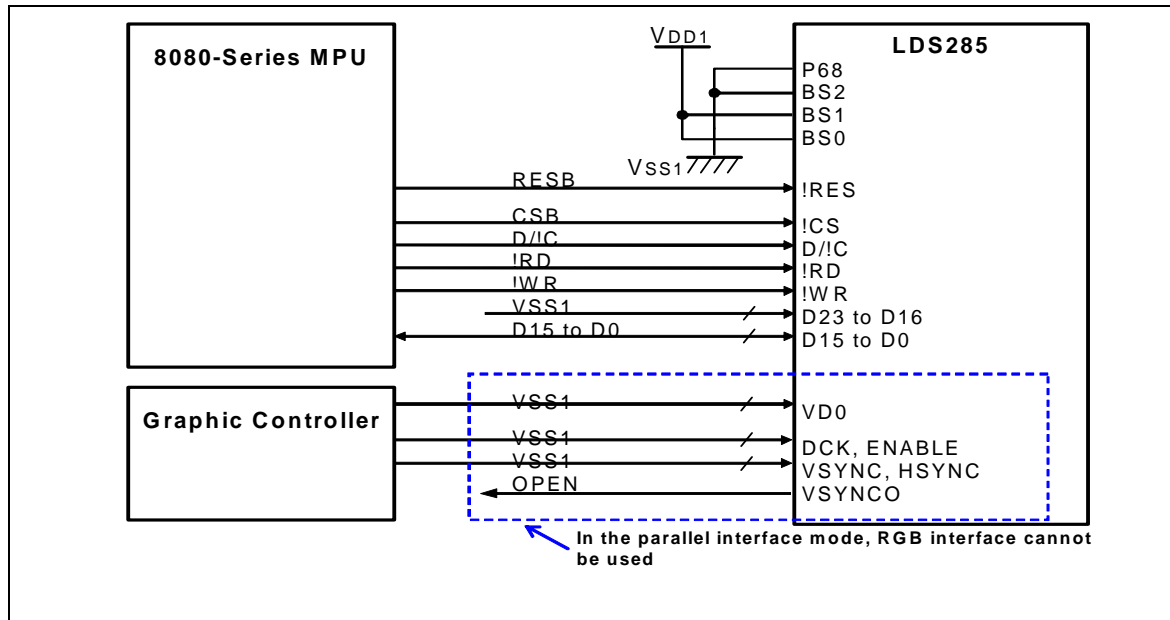 8080-Series MPU
VDD1
LDS285
P68
BS2
BS1
BS0
VSS1
RESB
!RES
CSB
!CS
D/!C
D/!C
!RD
!RD
!WR
!WR
VSS1
D23 to D16
D15 to D0
D15 to D0
Graphic Controller
VSS1
VD0
VSS1
DCK, ENABLE
VSS1
VSYNC, HSYNC
OPEN
VSYNCO
In the parallel interface mode, RGB interface cannot
be used